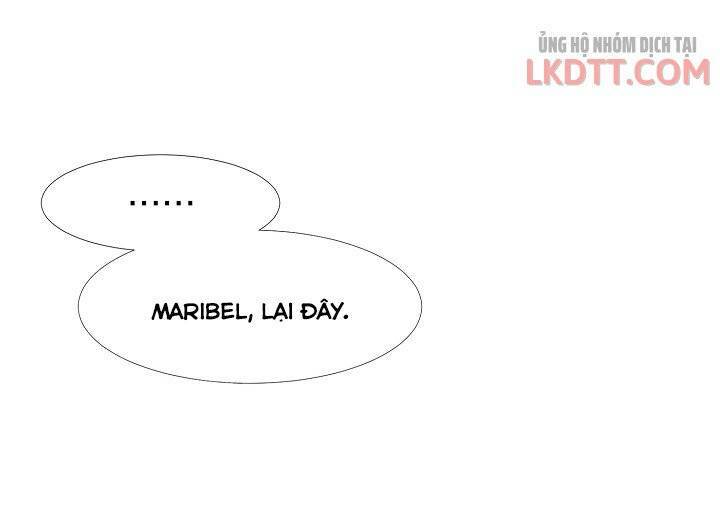 ỦNG HỘ NHÓM DỊCH TẠI
LKDTT.COM
......
MARIBEL, LẠI ĐÂY.